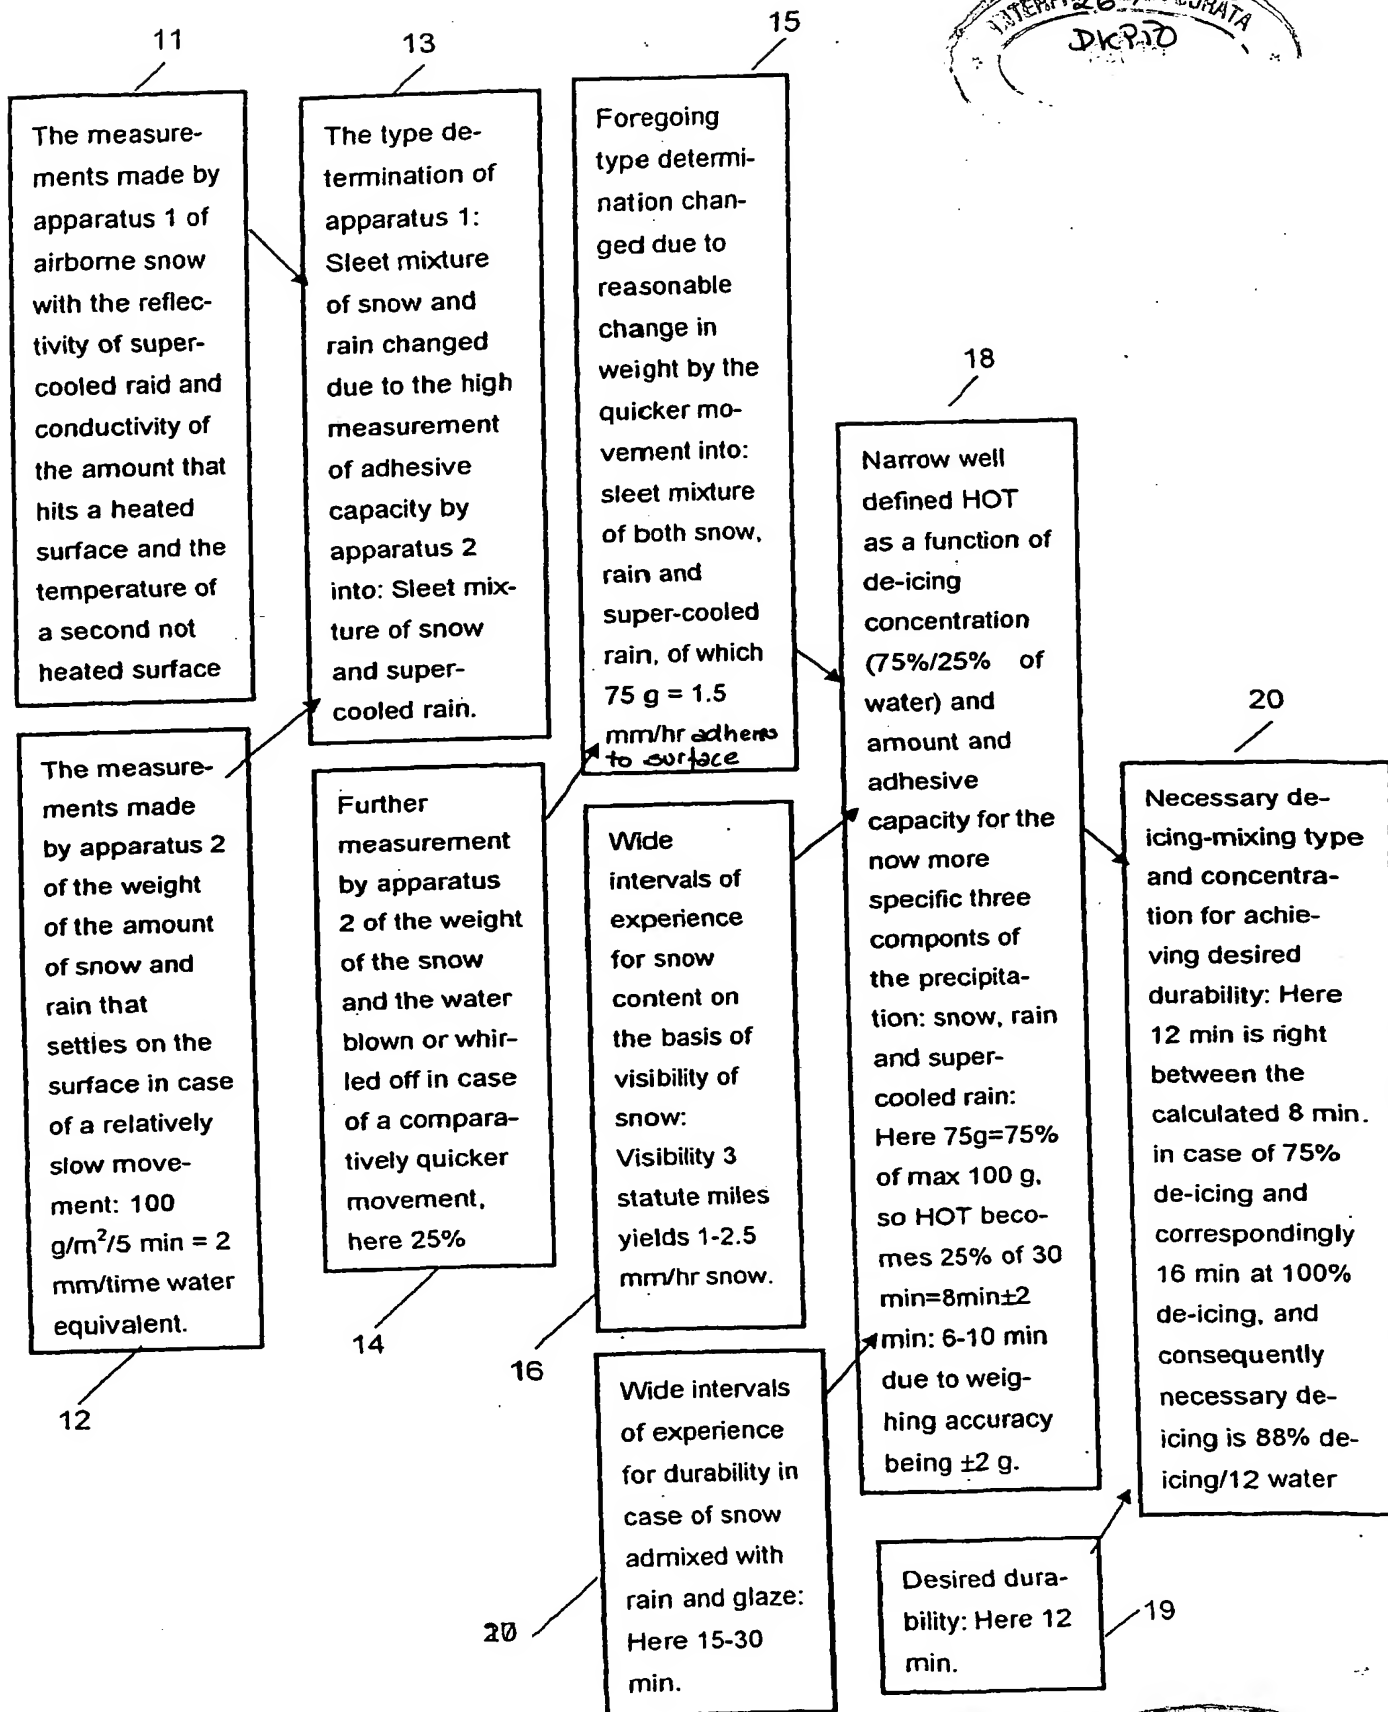 11
The measure-
ments made by
apparatus 1 of
airborne snow
with the reflec-
tivity of super-
cooled raid and
conductivity of
the amount that
hits a heated
surface and the
temperature of
a second not
heated surface
The measure-
ments made
by apparatus 2
of the weight
of the amount
of snow and
rain that
settles on the
surface in case
of a relatively
slow move-
ment: 100
g/m²/5 min = 2
mm/time water
equivalent.
12
13
The type de-
termination of
apparatus 1:
Sleet mixture
of snow and
rain changed
due to the high
measurement
of adhesive
capacity by
apparatus 2
into: Sleet mix-
ture of snow
and super-
cooled rain.
Further
measurement
by apparatus
2 of the weight
of the snow
and the water
blown or whir-
led off in case
of a compara-
tively quicker
movement,
here 25%
14
15
Foregoing
type determi-
nation chan-
ged due to
reasonable
change in
weight by the
quicker mo-
vement into:
sleet mixture
of both snow,
rain and
super-cooled
rain, of which
75 g = 1.5
mm/hr adheres
to surface
Wide
intervals of
experience
for snow
content on
the basis of
visibility of
snow:
Visibility 3
statute miles
yields 1-2.5
mm/hr snow.
16
Wide intervals
of experience
for durability in
case of snow
admixed with
rain and glaze:
Here 15-30
min.
18
Narrow well
defined HOT
as a function of
de-icing
concentration
(75%/25% of
water) and
amount and
adhesive
capacity for the
now more
specific three
componts of
the precipita-
tion: snow, rain
and super-
cooled rain:
Here 75g=75%
of max 100 g,
so HOT beco-
mes 25% of 30
min=8min±2
min: 6-10 min
due to weig-
hing accuracy
being ±2 g.
Desired dura-
bility: Here 12
min.
19
20
Necessary de-
icing-mixing type
and concentra-
tion for achie-
ving desired
durability: Here
12 min is right
between the
calculated 8 min.
in case of 75%
de-icing and
correspondingly
16 min at 100%
de-icing, and
consequently
necessary de-
icing is 88% de-
icing/12 water